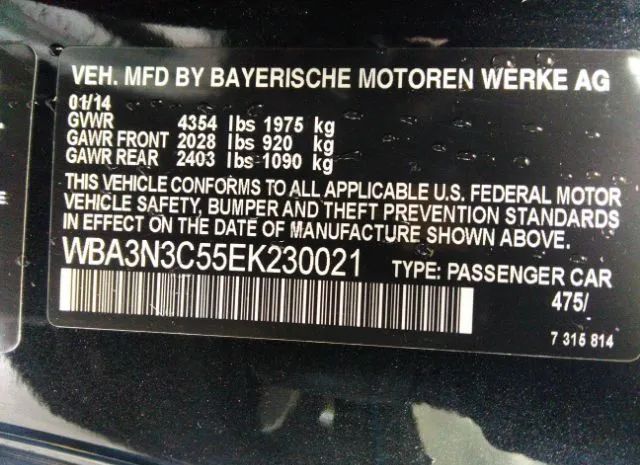 VEH. MFD BY BAYERISCHE MOTOREN WERKE AG
01/14
GVWR 4354 lbs 1975 kg
GAWR FRONT 2028 lbs 920 kg
GAWR REAR 2403 lbs 1090 kg
THIS VEHICLE CONFORMS TO ALL APPLICABLE U.S. FEDERAL MOTOR
VEHICLE SAFETY, BUMPER AND THEFT PREVENTION STANDARDS
IN EFFECT ON THE DATE OF MANUFACTURE SHOWN ABOVE.
WBA3N3C55EK230021 TYPE: PASSENGER CAR
475/
7 315 814